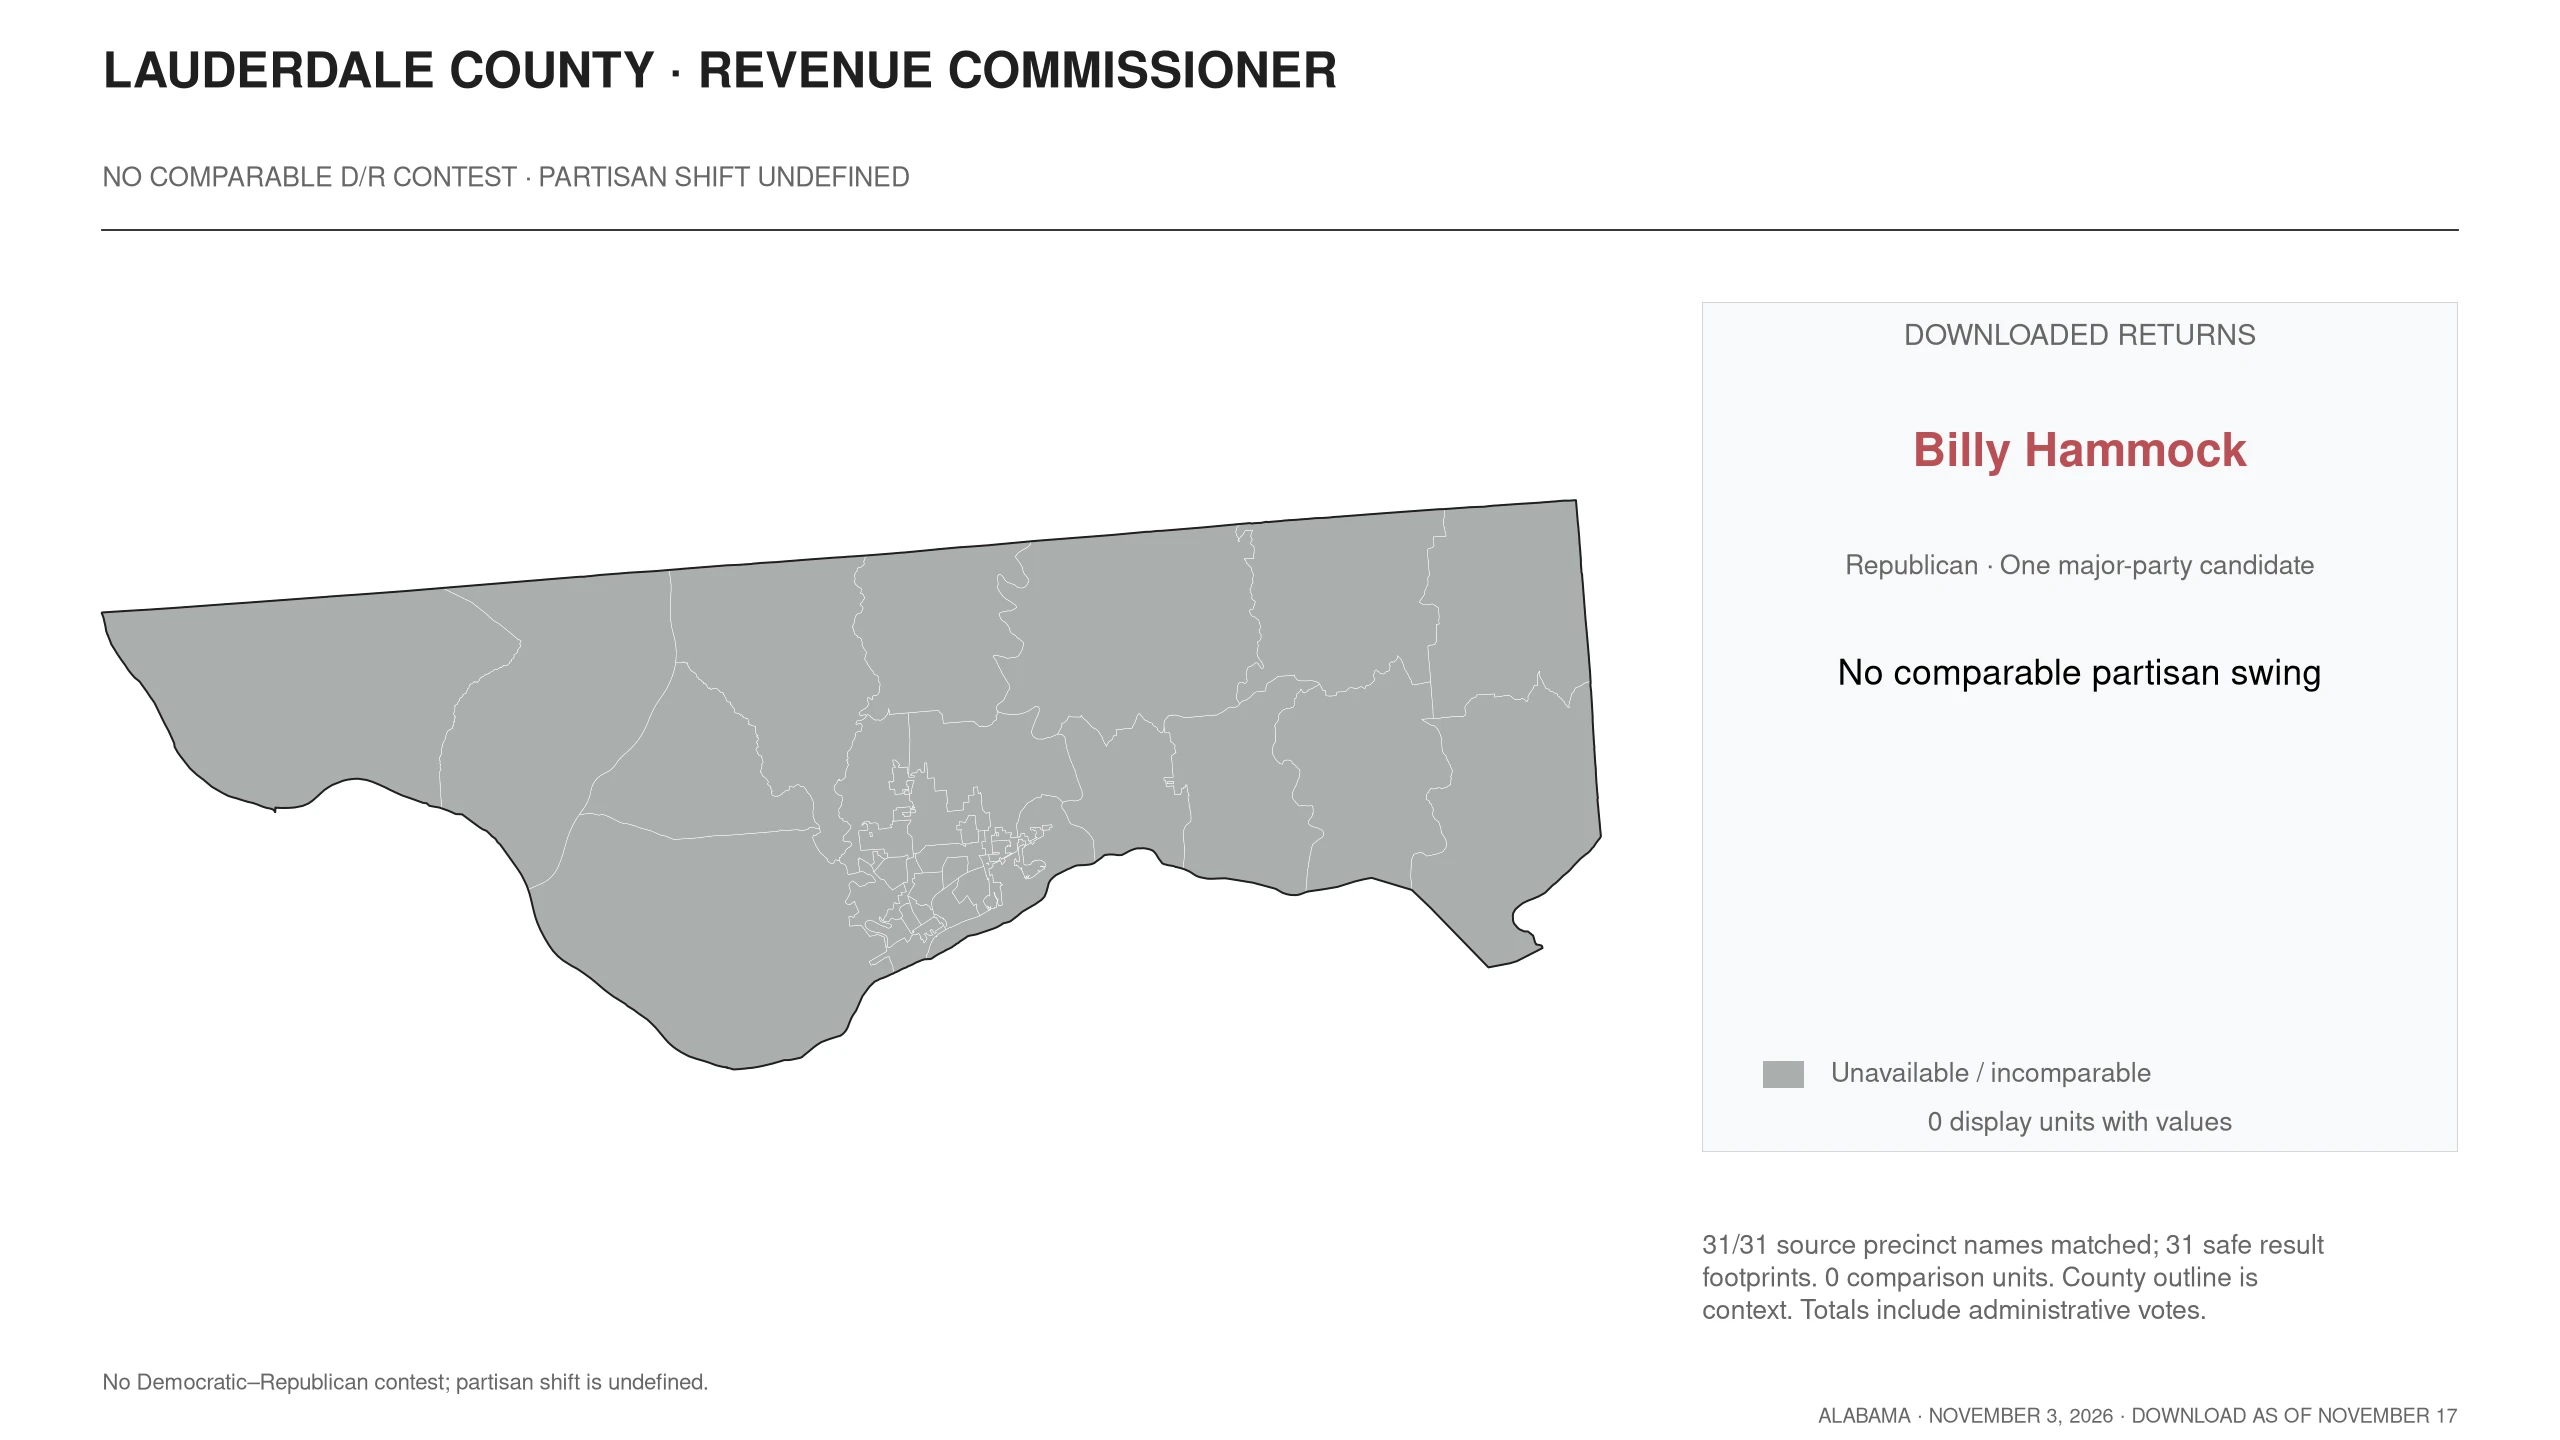 LAUDERDALE COUNTY · REVENUE COMMISSIONER
NO COMPARABLE D/R CONTEST · PARTISAN SHIFT UNDEFINED
DOWNLOADED RETURNS
Billy Hammock
Republican · One major-party candidate
No comparable partisan swing
Unavailable / incomparable
0 display units with values
31/31 source precinct names matched; 31 safe result
footprints. 0 comparison units. County outline is
context. Totals include administrative votes.
No Democratic–Republican contest; partisan shift is undefined.
ALABAMA · NOVEMBER 3, 2026 · DOWNLOAD AS OF NOVEMBER 17